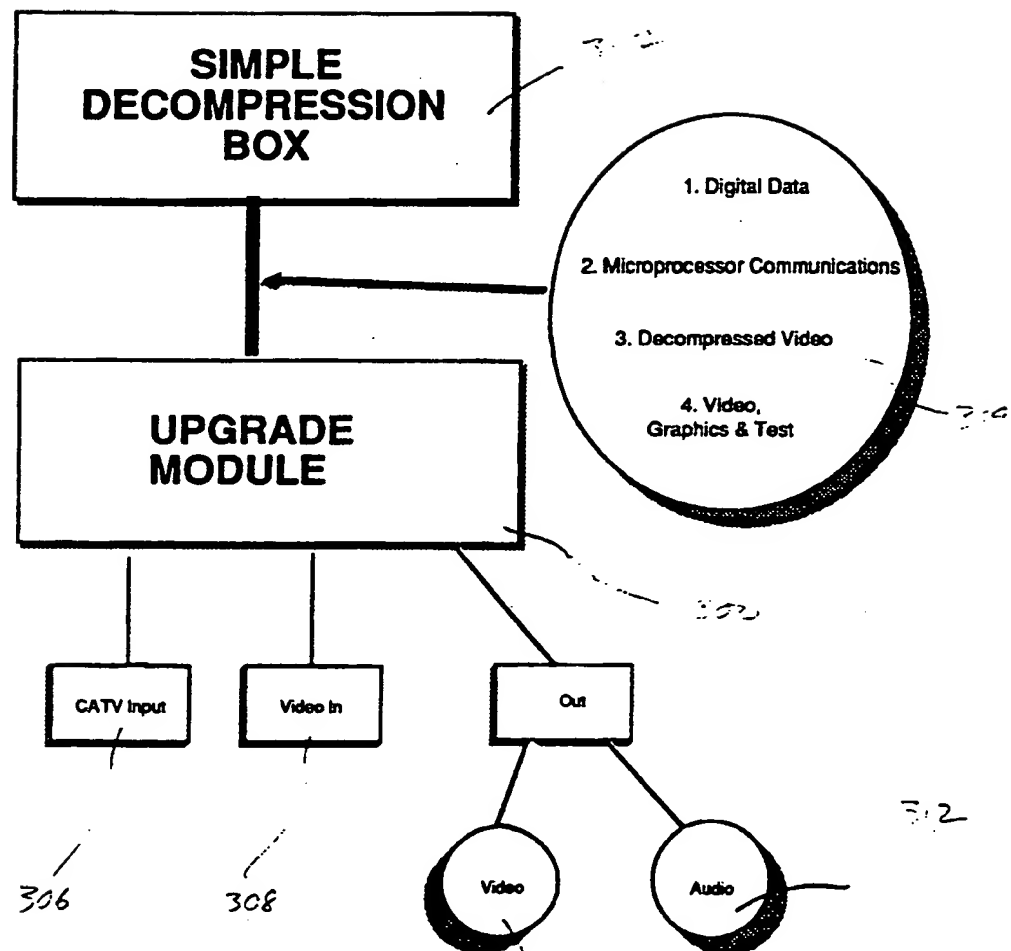 SIMPLE
DECOMPRESSION
BOX
1. Digital Data
2. Microprocessor Communications
3. Decompressed Video
4. Video,
Graphics & Test
UPGRADE
MODULE
CATV Input
Video In
Out
312
306
308
Video
Audio